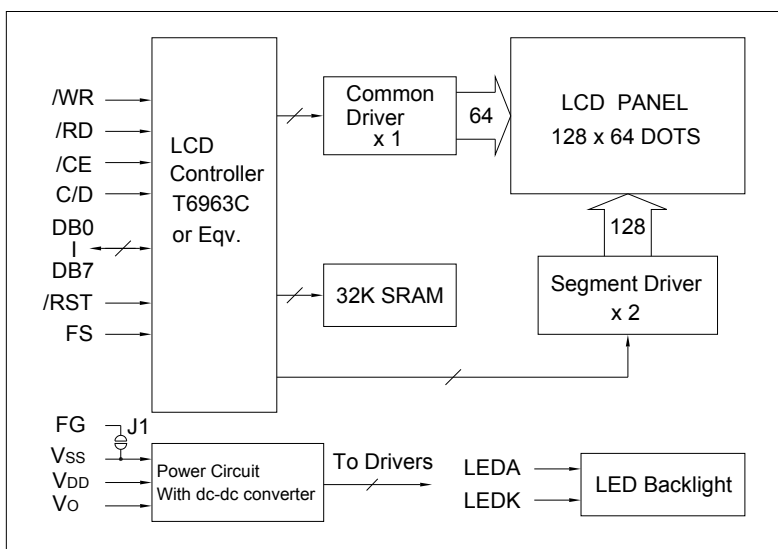 /WR
/RD
/CE
C/D
DB0
DB7
/RST
FS
LCD
Controller
T6963C
or Eqv.
Common
Driver
x 1
64
LCD PANEL
128 x 64 DOTS
128
Segment Driver
x 2
32K SRAM
FG
J1
VSS
VDD
VO
Power Circuit
With dc-dc converter
To Drivers
LEDA
LEDK
LED Backlight